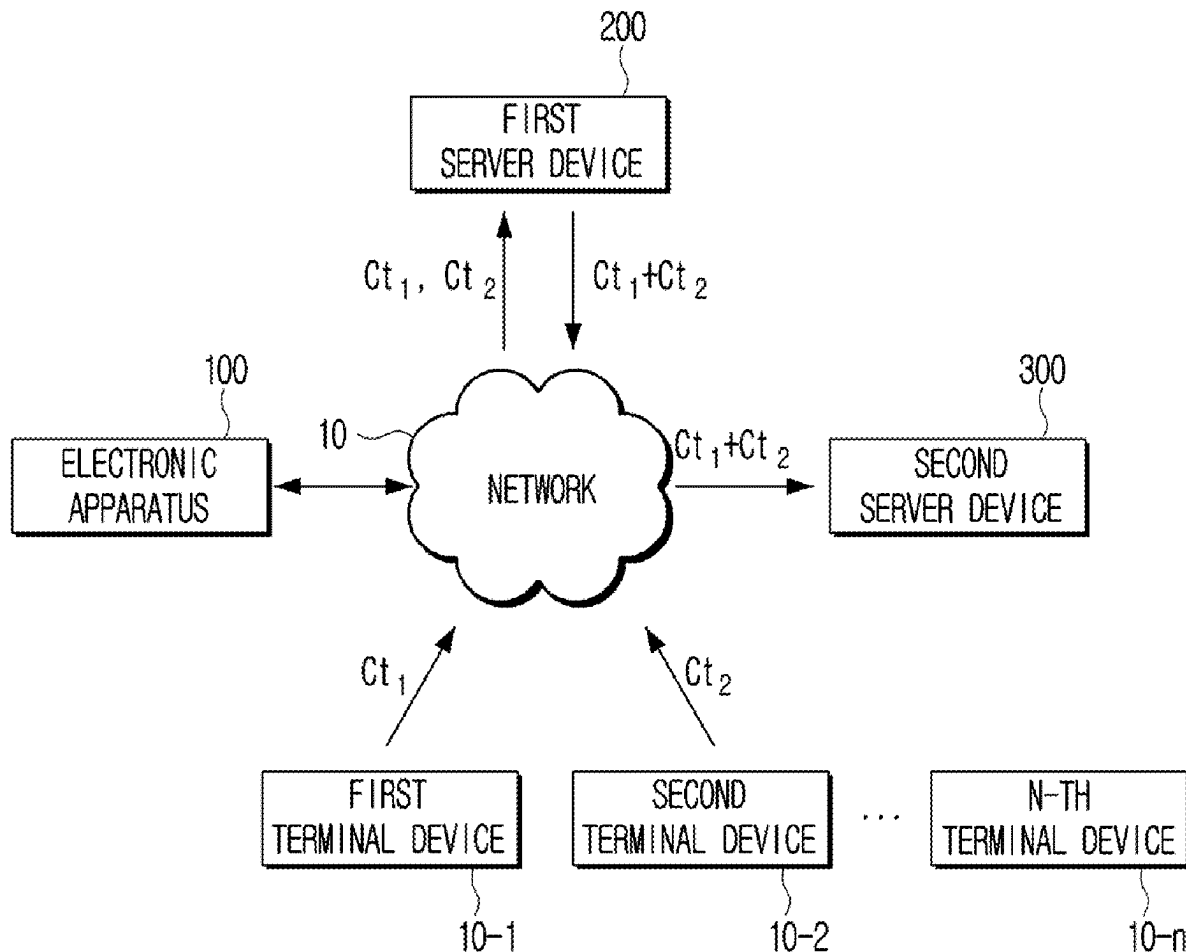 200
FIRST
SERVER DEVICE
Ct₁, Ct₂
Ct₁+Ct₂
100
10
300
ELECTRONIC
APPARATUS
NETWORK
Ct₁+Ct₂
SECOND
SERVER DEVICE
Ct₁
Ct₂
FIRST
TERMINAL DEVICE
SECOND
TERMINAL DEVICE
...
N-TH
TERMINAL DEVICE
10-1
10-2
10-n